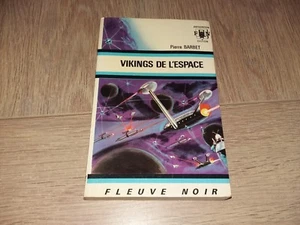 Pierre BARBET
VIKINGS DE L'ESPACE
FLEUVE NOIR